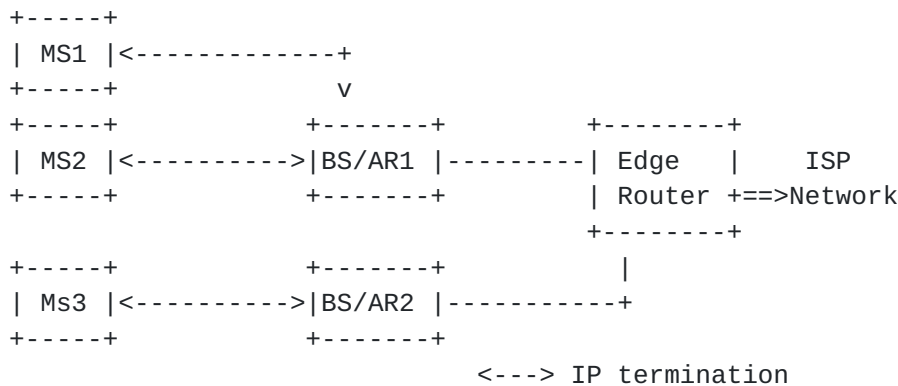 MS1
MS2 BS/AR1 Edge ISP
Router Network
Ms3 BS/AR2
<---> IP termination